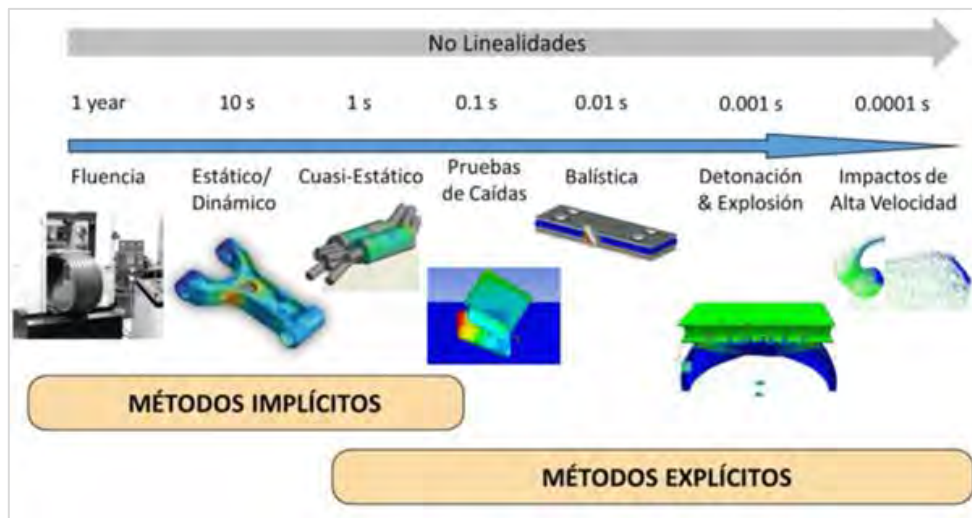 No Linealidades
1 year 10 s 1 s 0.1 s 0.01 s 0.001 s 0.0001 s
Fluencia
Estático/
Dinámico
Cuasi-Estático
Pruebas
de Caídas
Balística
Detonación
& Explosión
Impactos de
Alta Velocidad
MÉTODOS IMPLÍCITOS
MÉTODOS EXPLÍCITOS